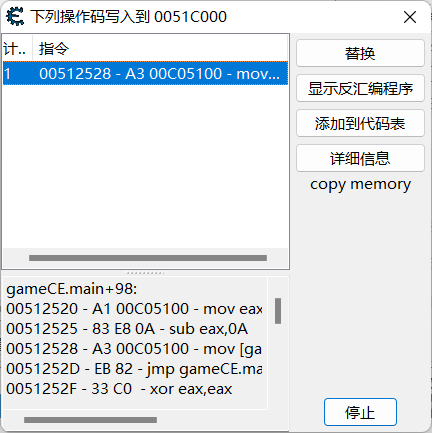 下列操作码写入到 0051C000
计.. 指令
1 00512528 - A3 00C05100 - mov...
替换
显示反汇编程序
添加到代码表
详细信息
copy memory
gameCE.main+98:
00512520 - A1 00C05100 - mov eax
00512525 - 83 E8 0A - sub eax,0A
00512528 - A3 00C05100 - mov [ga
0051252D - EB 82 - jmp gameCE.ma
0051252F - 33 C0  - xor eax,eax
停止